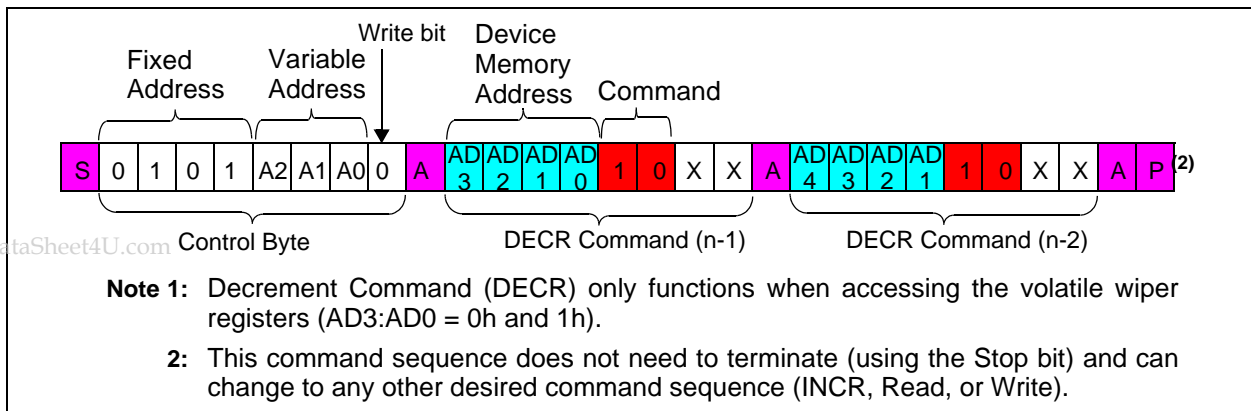 Write bit
Device
Memory
Address
Fixed
Address
Variable
Address
Command
S 0 1 0 1 A2 A1 A0 0 A AD3 AD2 AD1 AD0 1 0 X X A AD4 AD3 AD2 AD1 1 0 X X A P (2)
Control Byte
DECR Command (n-1)
DECR Command (n-2)
ataSheet4U.com
Note 1: Decrement Command (DECR) only functions when accessing the volatile wiper
registers (AD3:AD0 = 0h and 1h).
2: This command sequence does not need to terminate (using the Stop bit) and can
change to any other desired command sequence (INCR, Read, or Write).